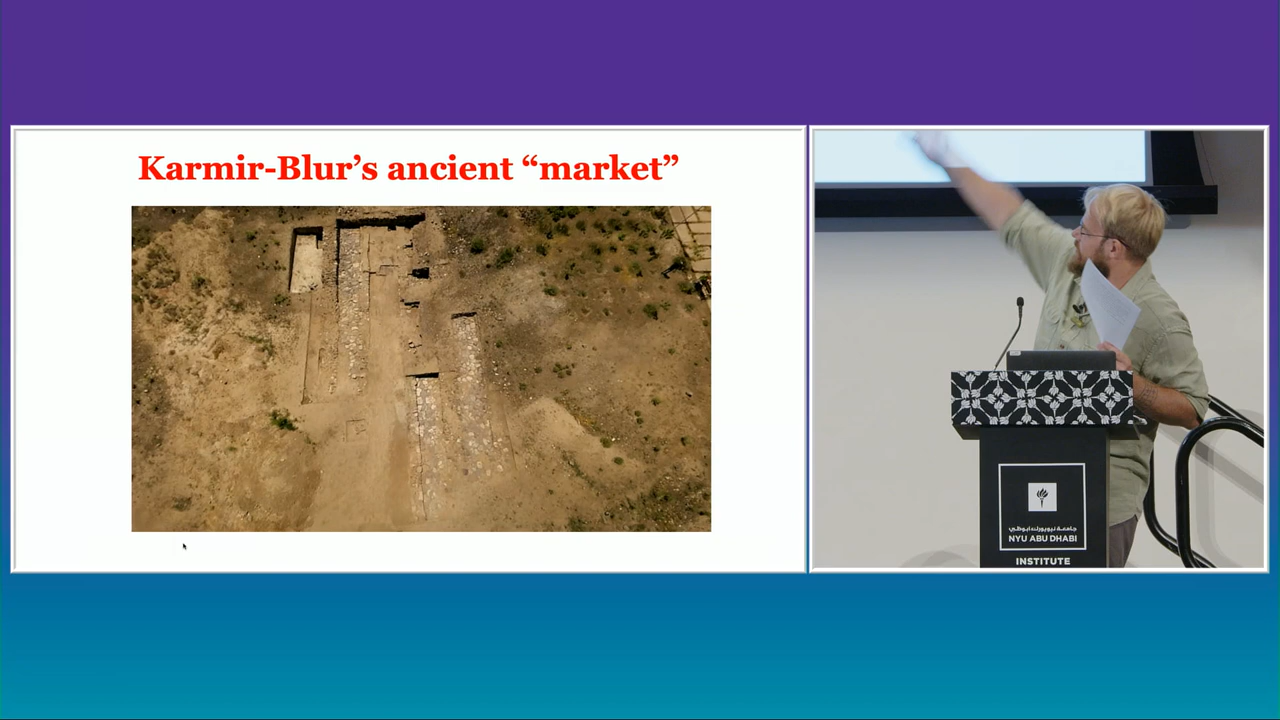 Karmir-Blur’s ancient “market”
جامعة نيويورك أبوظبي
NYU ABU DHABI
INSTITUTE